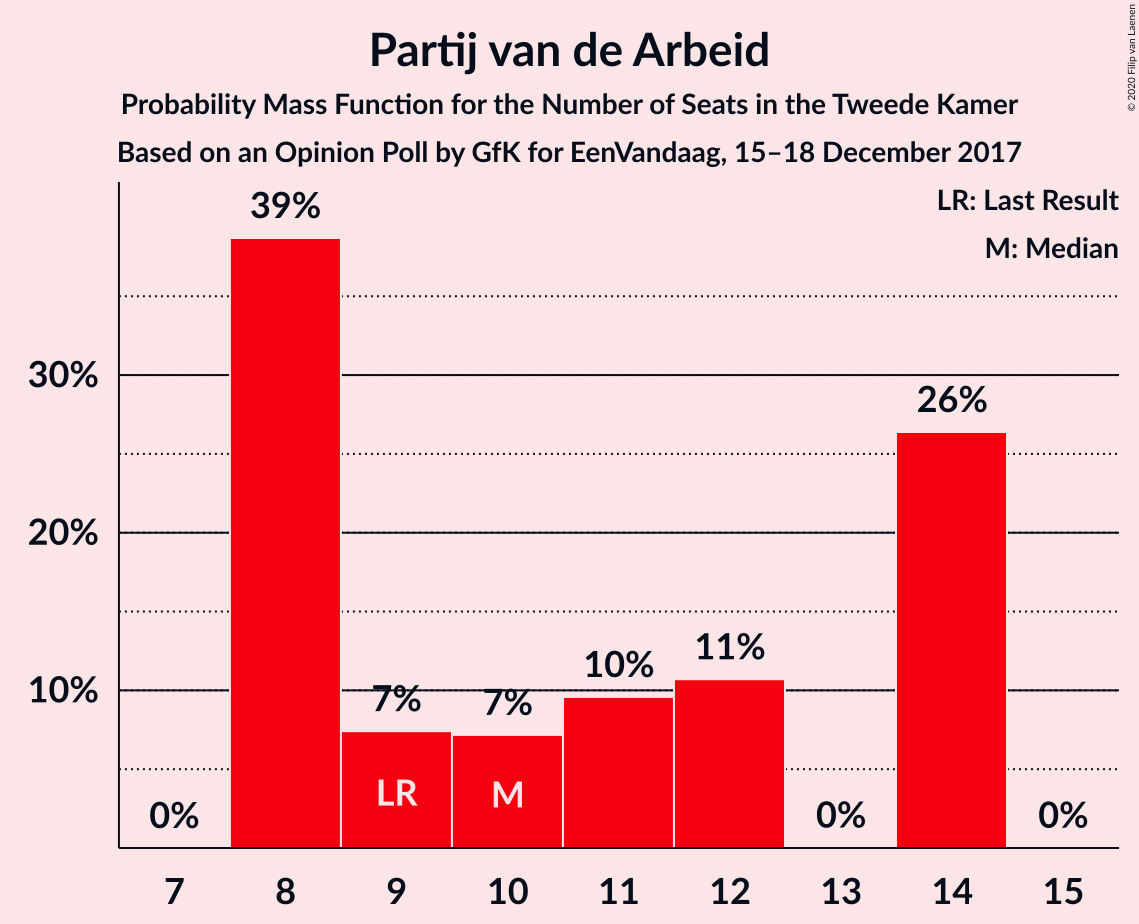 Partij van de Arbeid
Probability Mass Function for the Number of Seats in the Tweede Kamer
Based on an Opinion Poll by GfK for EenVandaag, 15–18 December 2017
© 2020 Filip van Laenen
LR: Last Result
M: Median
39%
30%
26%
20%
11%
10%
10%
7%
7%
LR
M
0%
0%
0%
7 8 9 10 11 12 13 14 15